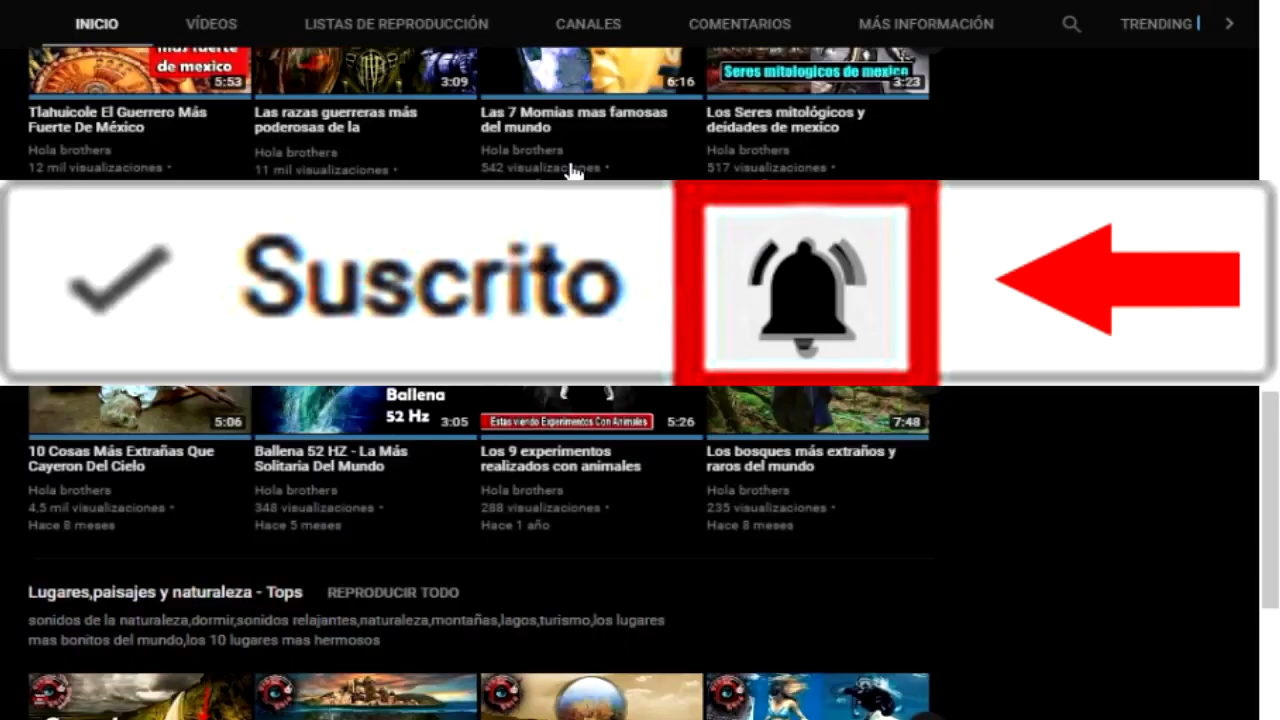 INICIO VÍDEOS LISTAS DE REPRODUCCIÓN CANALES COMENTARIOS MÁS INFORMACIÓN TRENDING
mas fuerte
de mexico
5:53
3:09
6:16
Seres mitologicos de mexico
3:23
Tlahuicole El Guerrero Más
Fuerte De México
Hola brothers
12 mil visualizaciones •
Las razas guerreras más
poderosas de la
Hola brothers
11 mil visualizaciones •
Las 7 Momias mas famosas
del mundo
Hola brothers
542 visualizaciones •
Los Seres mitológicos y
deidades de mexico
Hola brothers
517 visualizaciones •
Suscrito
5:06
Ballena
52 Hz
3:05
Estas viendo Experimentos Con Animales
5:26
7:48
10 Cosas Más Extrañas Que
Cayeron Del Cielo
Hola brothers
4,5 mil visualizaciones •
Hace 8 meses
Ballena 52 HZ - La Más
Solitaria Del Mundo
Hola brothers
348 visualizaciones •
Hace 5 meses
Los 9 experimentos
realizados con animales
Hola brothers
288 visualizaciones •
Hace 1 año
Los bosques más extraños y
raros del mundo
Hola brothers
235 visualizaciones •
Hace 8 meses
Lugares,paisajes y naturaleza - Tops REPRODUCIR TODO
sonidos de la naturaleza,dormir,sonidos relajantes,naturaleza,montañas,lagos,turismo,los lugares
mas bonitos del mundo,los 10 lugares mas hermosos